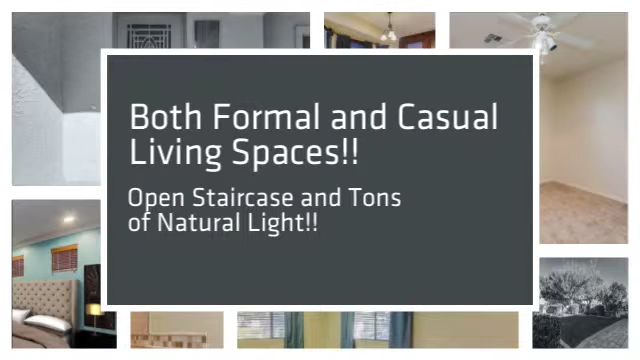 Both Formal and Casual
Living Spaces!!
Open Staircase and Tons
of Natural Light!!